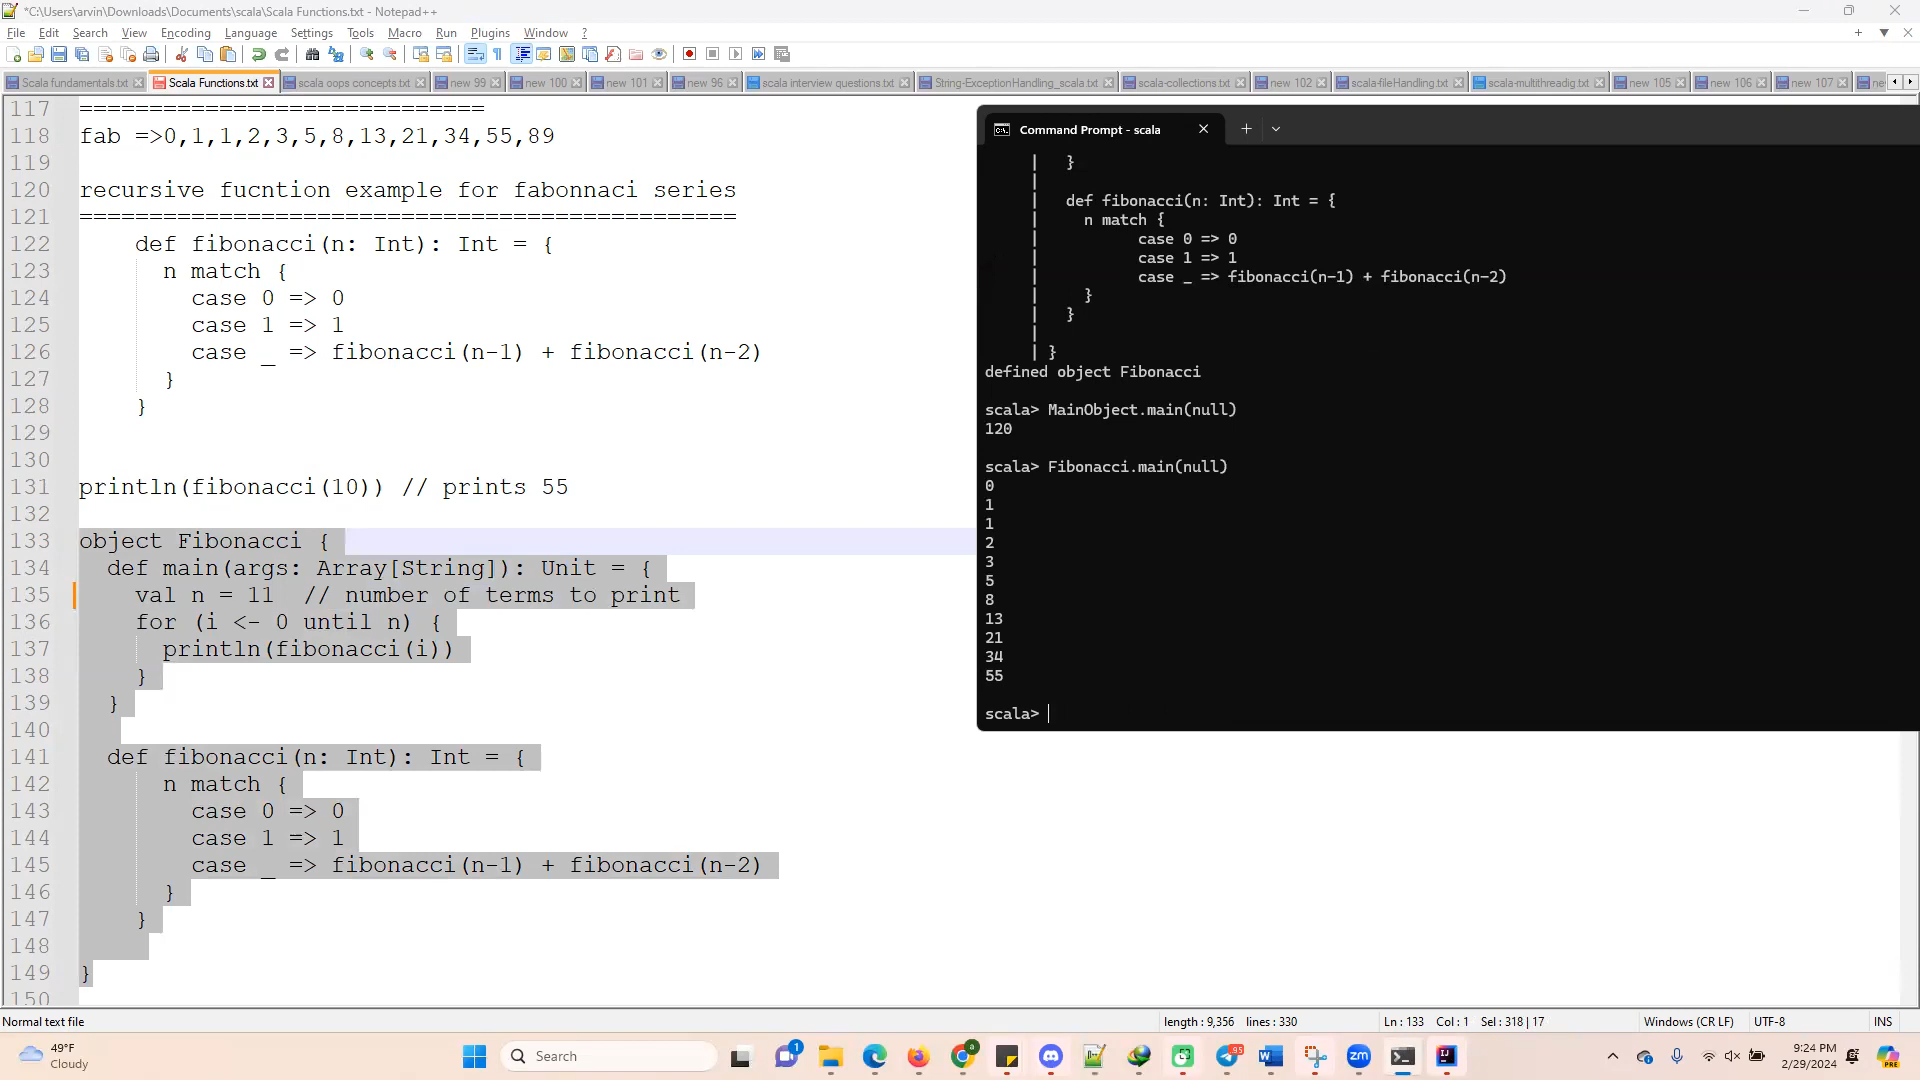 *C:\Users\arvin\Downloads\Documents\scala\Scala Functions.txt - Notepad++
File Edit Search View Encoding Language Settings Tools Macro Run Plugins Window ?
Scala fundamentals.txt Scala Functions.txt scala oops concepts.txt new 99 new 100 new 101 new 96 scala interview questions.txt String-ExceptionHandling_scala.txt scala-collections.txt new 102 scala-fileHandling.txt scala-multithreadig.txt new 105 new 106 new 107 ne
117 =============================
118 fab =>0,1,1,2,3,5,8,13,21,34,55,89
119
120 recursive fucntion example for fabonnaci series
121 ===============================================
122 def fibonacci(n: Int): Int = {
123 n match {
124 case 0 => 0
125 case 1 => 1
126 case _ => fibonacci(n-1) + fibonacci(n-2)
127 }
128 }
129
130
131 println(fibonacci(10)) // prints 55
132
133 object Fibonacci {
134 def main(args: Array[String]): Unit = {
135 val n = 11 // number of terms to print
136 for (i <- 0 until n) {
137 println(fibonacci(i))
138 }
139 }
140
141 def fibonacci(n: Int): Int = {
142 n match {
143 case 0 => 0
144 case 1 => 1
145 case _ => fibonacci(n-1) + fibonacci(n-2)
146 }
147 }
148
149 }
150
Command Prompt - scala
| }
|
| def fibonacci(n: Int): Int = {
| n match {
| case 0 => 0
| case 1 => 1
| case _ => fibonacci(n-1) + fibonacci(n-2)
| }
| }
|
| }
defined object Fibonacci
scala> MainObject.main(null)
120
scala> Fibonacci.main(null)
0
1
1
2
3
5
8
13
21
34
55
scala>
Normal text file length : 9,356 lines : 330 Ln : 133 Col : 1 Sel : 318 | 17 Windows (CR LF) UTF-8 INS
49°F
Cloudy
Search
1
a
95
zm
PRE
9:24 PM
2/29/2024